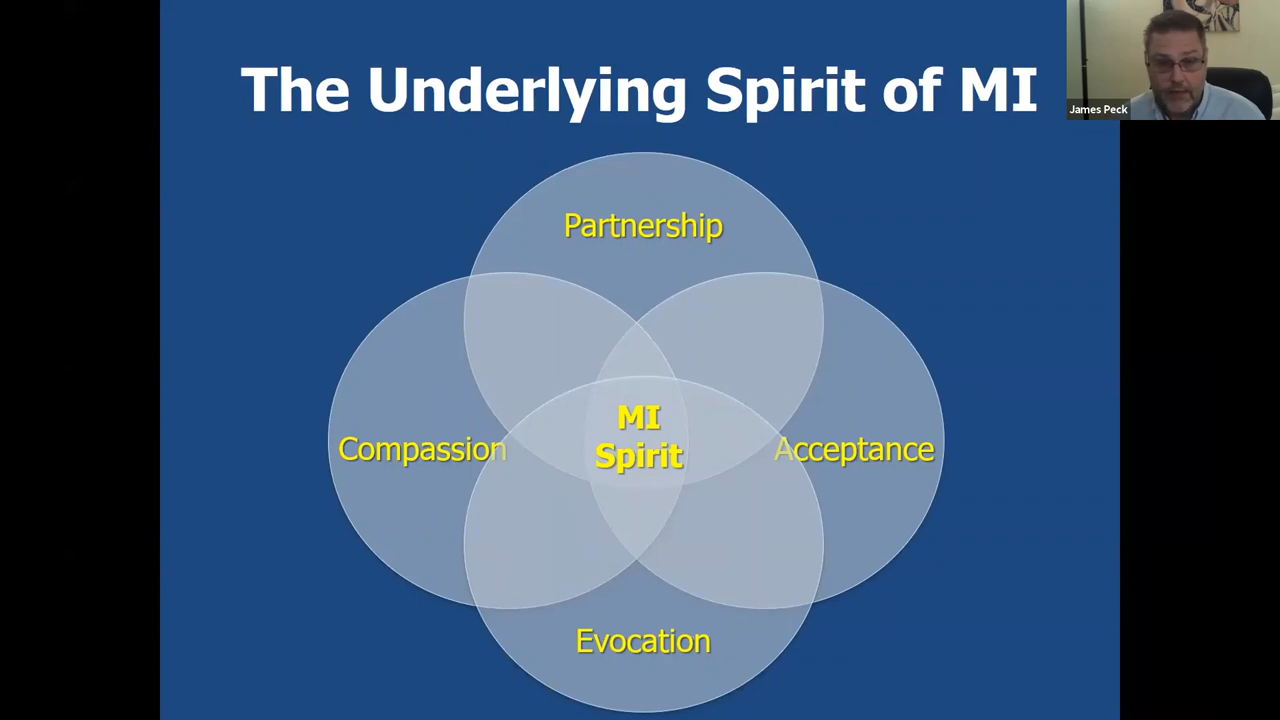 The Underlying Spirit of MI
James Peck
Partnership
MI
Spirit
Compassion
Acceptance
Evocation